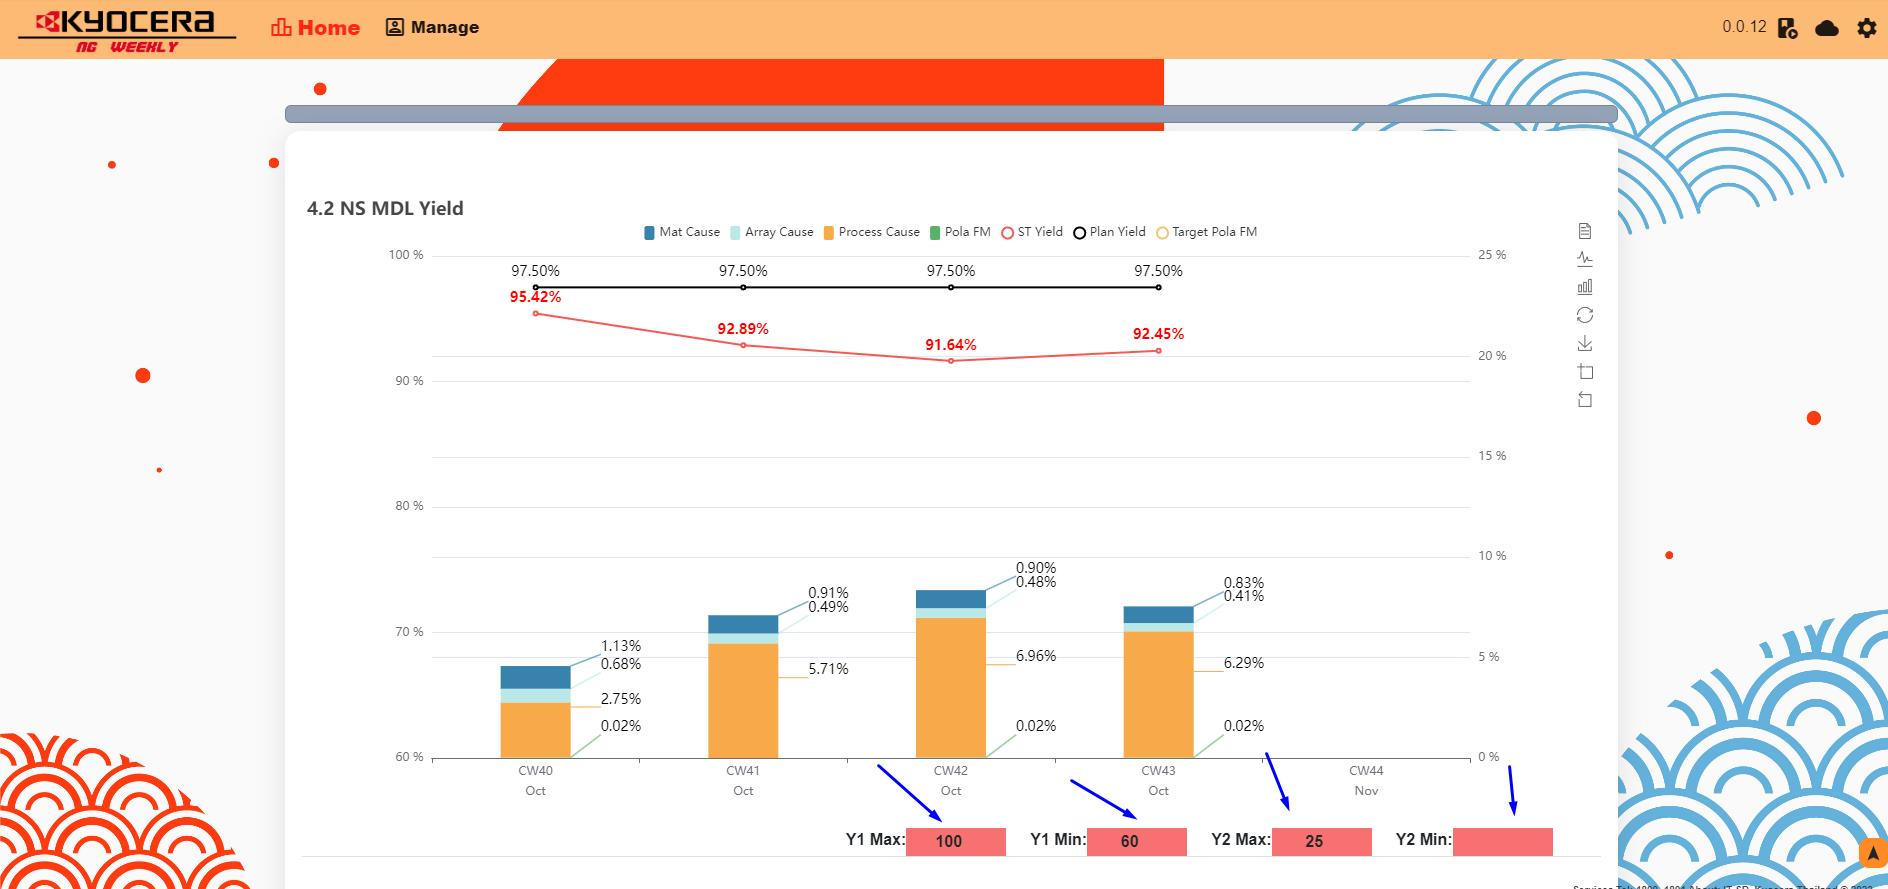 KYOCERA
NG WEEKLY
Home
Manage
0.0.12
4.2 NS MDL Yield
Mat Cause Array Cause Process Cause Pola FM ST Yield Plan Yield Target Pola FM
100 %
25 %
97.50% 97.50% 97.50% 97.50%
95.42%
92.89%
91.64%
92.45%
20 %
90 %
15 %
80 %
10 %
0.90%
0.48%
0.83%
0.41%
0.91%
0.49%
70 %
1.13%
0.68%
5 %
6.96%
6.29%
5.71%
2.75%
0.02% 0.02% 0.02%
60 %
0 %
CW40 CW41 CW42 CW43 CW44
Oct Oct Oct Oct Nov
Y1 Max: 100 Y1 Min: 60 Y2 Max: 25 Y2 Min: